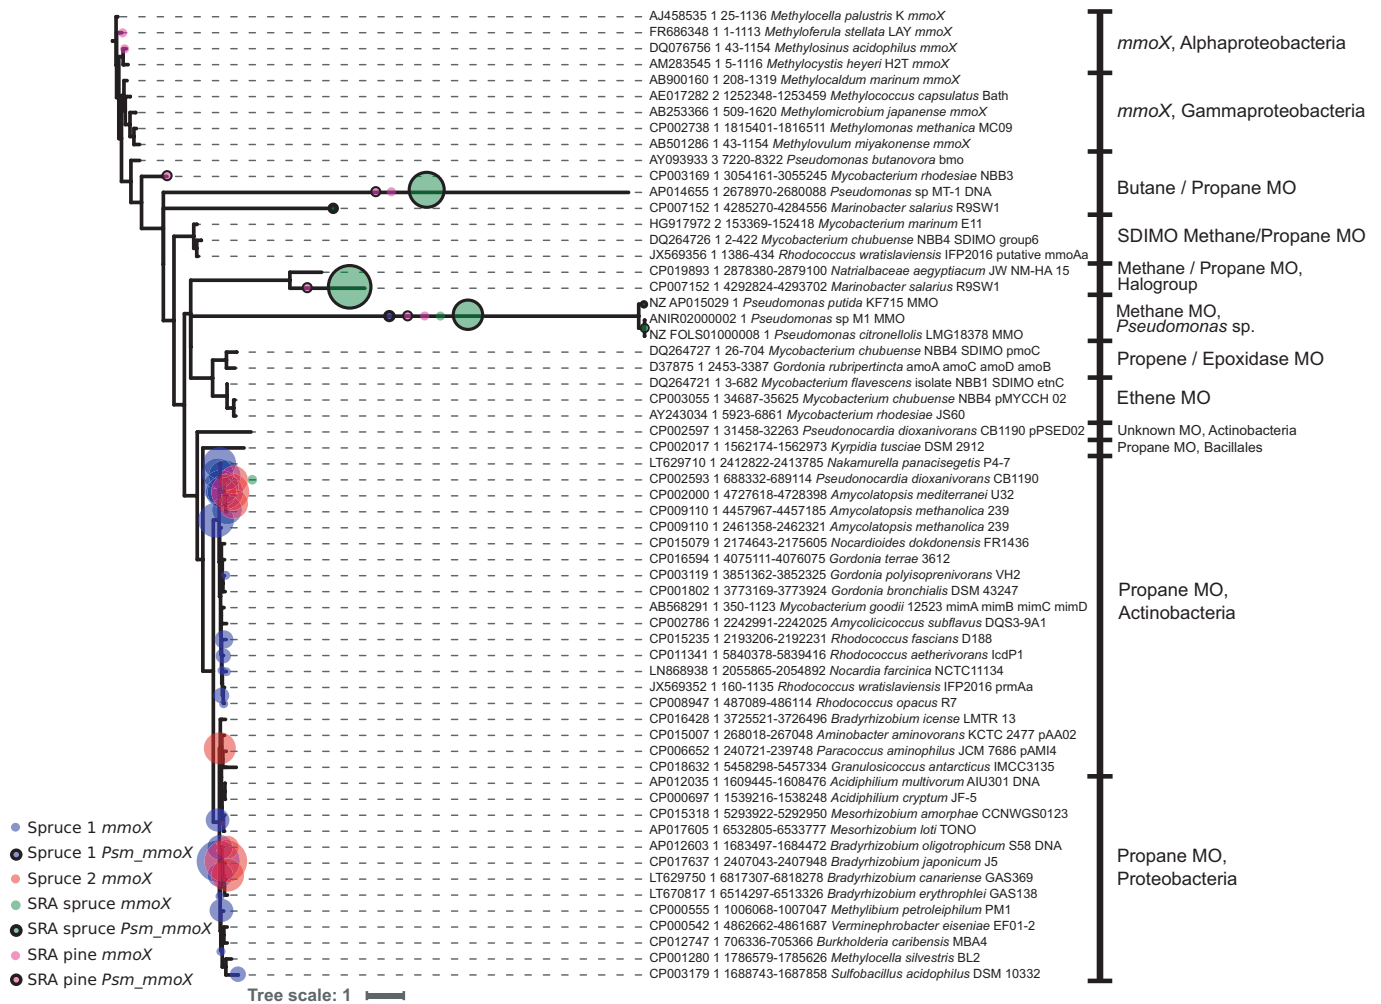 AJ458535 1 25-1136 Methylocella palustris K mmoX
FR686348 1 1-1113 Methyloferula stellata LAY mmoX
DQ076756 1 43-1154 Methylosinus acidophilus mmoX
AM283545 1 5-1116 Methylocystis heyeri H2T mmoX
mmoX, Alphaproteobacteria
AB900160 1 208-1319 Methylocaldum marinum mmoX
AE017282 2 1252348-1253459 Methylococcus capsulatus Bath
AB253366 1 509-1620 Methylomicrobium japanense mmoX
CP002738 1 1815401-1816511 Methylomonas methanica MC09
AB501286 1 43-1154 Methylovulum miyakonense mmoX
mmoX, Gammaproteobacteria
AY093933 3 7220-8322 Pseudomonas butanovora bmo
CP003169 1 3054161-3055245 Mycobacterium rhodesiae NBB3
AP014655 1 2678970-2680088 Pseudomonas sp MT-1 DNA
CP007152 1 4285270-4284556 Marinobacter salarius R9SW1
Butane / Propane MO
HG917972 2 153369-152418 Mycobacterium marinum E11
DQ264726 1 2-422 Mycobacterium chubuense NBB4 SDIMO group6
JX569356 1 1386-434 Rhodococcus wratislaviensis IFP2016 putative mmoAa
SDIMO Methane/Propane MO
CP019893 1 2878380-2879100 Natrialbaceae aegyptiacum JW NM-HA 15
CP007152 1 4292824-4293702 Marinobacter salarius R9SW1
Methane / Propane MO,
Halogroup
NZ AP015029 1 Pseudomonas putida KF715 MMO
ANIR02000002 1 Pseudomonas sp M1 MMO
NZ FOLS01000008 1 Pseudomonas citronellolis LMG18378 MMO
Methane MO,
Pseudomonas sp.
DQ264727 1 26-704 Mycobacterium chubuense NBB4 SDIMO pmoC
D37875 1 2453-3387 Gordonia rubripertincta amoA amoC amoD amoB
Propene / Epoxidase MO
DQ264721 1 3-682 Mycobacterium flavescens isolate NBB1 SDIMO etnC
CP003055 1 34687-35625 Mycobacterium chubuense NBB4 pMYCCH 02
AY243034 1 5923-6861 Mycobacterium rhodesiae JS60
Ethene MO
CP002597 1 31458-32263 Pseudonocardia dioxanivorans CB1190 pPSED02
Unknown MO, Actinobacteria
CP002017 1 1562174-1562973 Kyrpidia tusciae DSM 2912
Propane MO, Bacillales
LT629710 1 2412822-2413785 Nakamurella panacisegetis P4-7
CP002593 1 688332-689114 Pseudonocardia dioxanivorans CB1190
CP002000 1 4727618-4728398 Amycolatopsis mediterranei U32
CP009110 1 4457967-4457185 Amycolatopsis methanolica 239
CP009110 1 2461358-2462321 Amycolatopsis methanolica 239
CP015079 1 2174643-2175605 Nocardioides dokdonensis FR1436
CP016594 1 4075111-4076075 Gordonia terrae 3612
CP003119 1 3851362-3852325 Gordonia polyisoprenivorans VH2
CP001802 1 3773169-3773924 Gordonia bronchialis DSM 43247
AB568291 1 350-1123 Mycobacterium goodii 12523 mimA mimB mimC mimD
CP002786 1 2242991-2242025 Amycolicicoccus subflavus DQS3-9A1
CP015235 1 2193206-2192231 Rhodococcus fascians D188
CP011341 1 5840378-5839416 Rhodococcus aetherivorans IcdP1
LN868938 1 2055865-2054892 Nocardia farcinica NCTC11134
JX569352 1 160-1135 Rhodococcus wratislaviensis IFP2016 prmAa
CP008947 1 487089-486114 Rhodococcus opacus R7
Propane MO,
Actinobacteria
CP016428 1 3725521-3726496 Bradyrhizobium icense LMTR 13
CP015007 1 268018-267048 Aminobacter aminovorans KCTC 2477 pAA02
CP006652 1 240721-239748 Paracoccus aminophilus JCM 7686 pAMI4
CP018632 1 5458298-5457334 Granulosicoccus antarcticus IMCC3135
AP012035 1 1609445-1608476 Acidiphilium multivorum AIU301 DNA
CP000697 1 1539216-1538248 Acidiphilium cryptum JF-5
CP015318 1 5293922-5292950 Mesorhizobium amorphae CCNWGS0123
AP017605 1 6532805-6533777 Mesorhizobium loti TONO
AP012603 1 1683497-1684472 Bradyrhizobium oligotrophicum S58 DNA
CP017637 1 2407043-2407948 Bradyrhizobium japonicum J5
LT629750 1 6817307-6818278 Bradyrhizobium canariense GAS369
LT670817 1 6514297-6513326 Bradyrhizobium erythrophlei GAS138
CP000555 1 1006068-1007047 Methylibium petroleiphilum PM1
CP000542 1 4862662-4861687 Verminephrobacter eiseniae EF01-2
CP012747 1 706336-705366 Burkholderia caribensis MBA4
CP001280 1 1786579-1785626 Methylocella silvestris BL2
CP003179 1 1688743-1687858 Sulfobacillus acidophilus DSM 10332
Propane MO,
Proteobacteria
Spruce 1 mmoX
Spruce 1 Psm_mmoX
Spruce 2 mmoX
SRA spruce mmoX
SRA spruce Psm_mmoX
SRA pine mmoX
SRA pine Psm_mmoX
Tree scale: 1